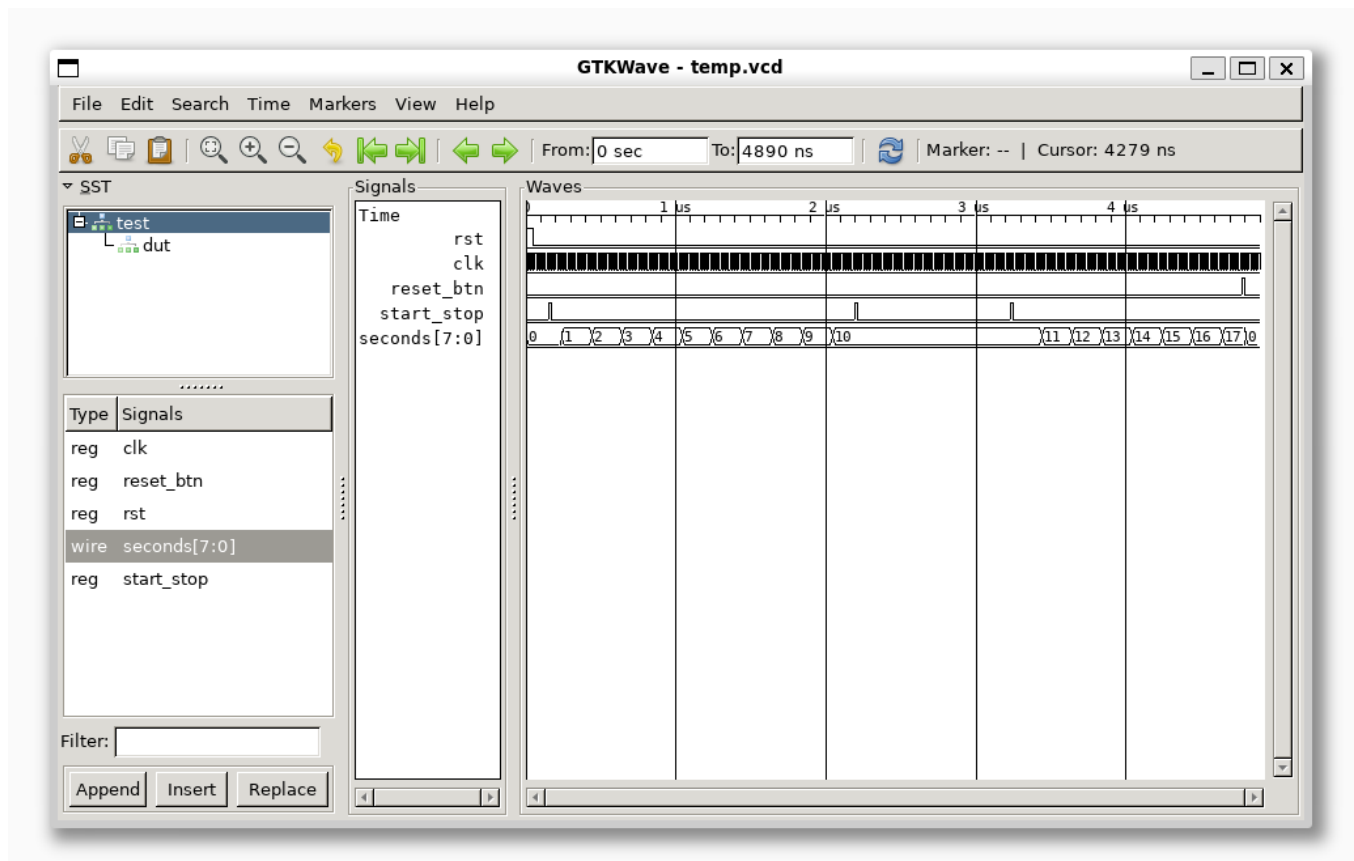 GTKWave - temp.vcd
File Edit Search Time Markers View Help
From: 0 sec To: 4890 ns Marker: -- | Cursor: 4279 ns
SST
test
dut
Type Signals
reg clk
reg reset_btn
reg rst
wire seconds[7:0]
reg start_stop
Filter:
Append Insert Replace
Signals
Time
rst
clk
reset_btn
start_stop
seconds[7:0]
Waves
0 1 us 2 us 3 us 4 us
0 1 2 3 4 5 6 7 8 9 10 11 12 13 14 15 16 17 0